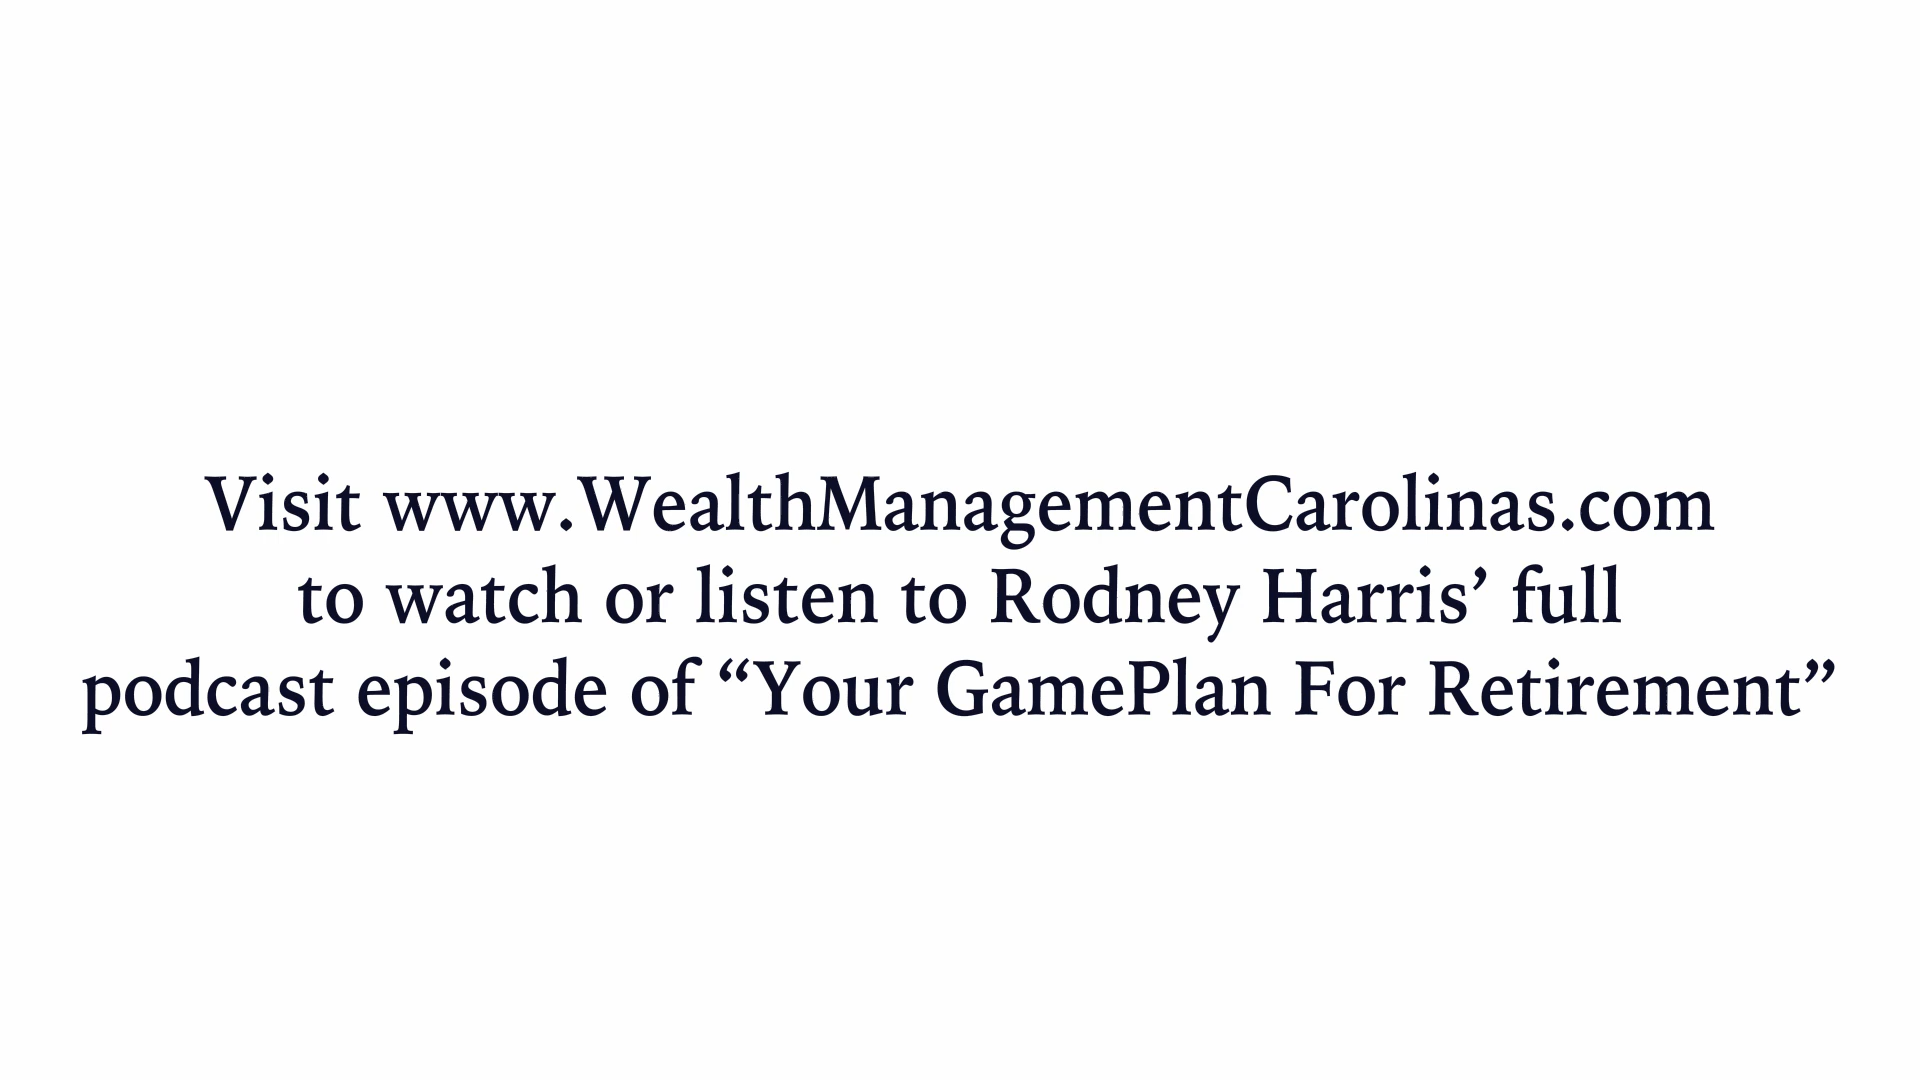 Visit www.WealthManagementCarolinas.com
to watch or listen to Rodney Harris’ full
podcast episode of “Your GamePlan For Retirement”